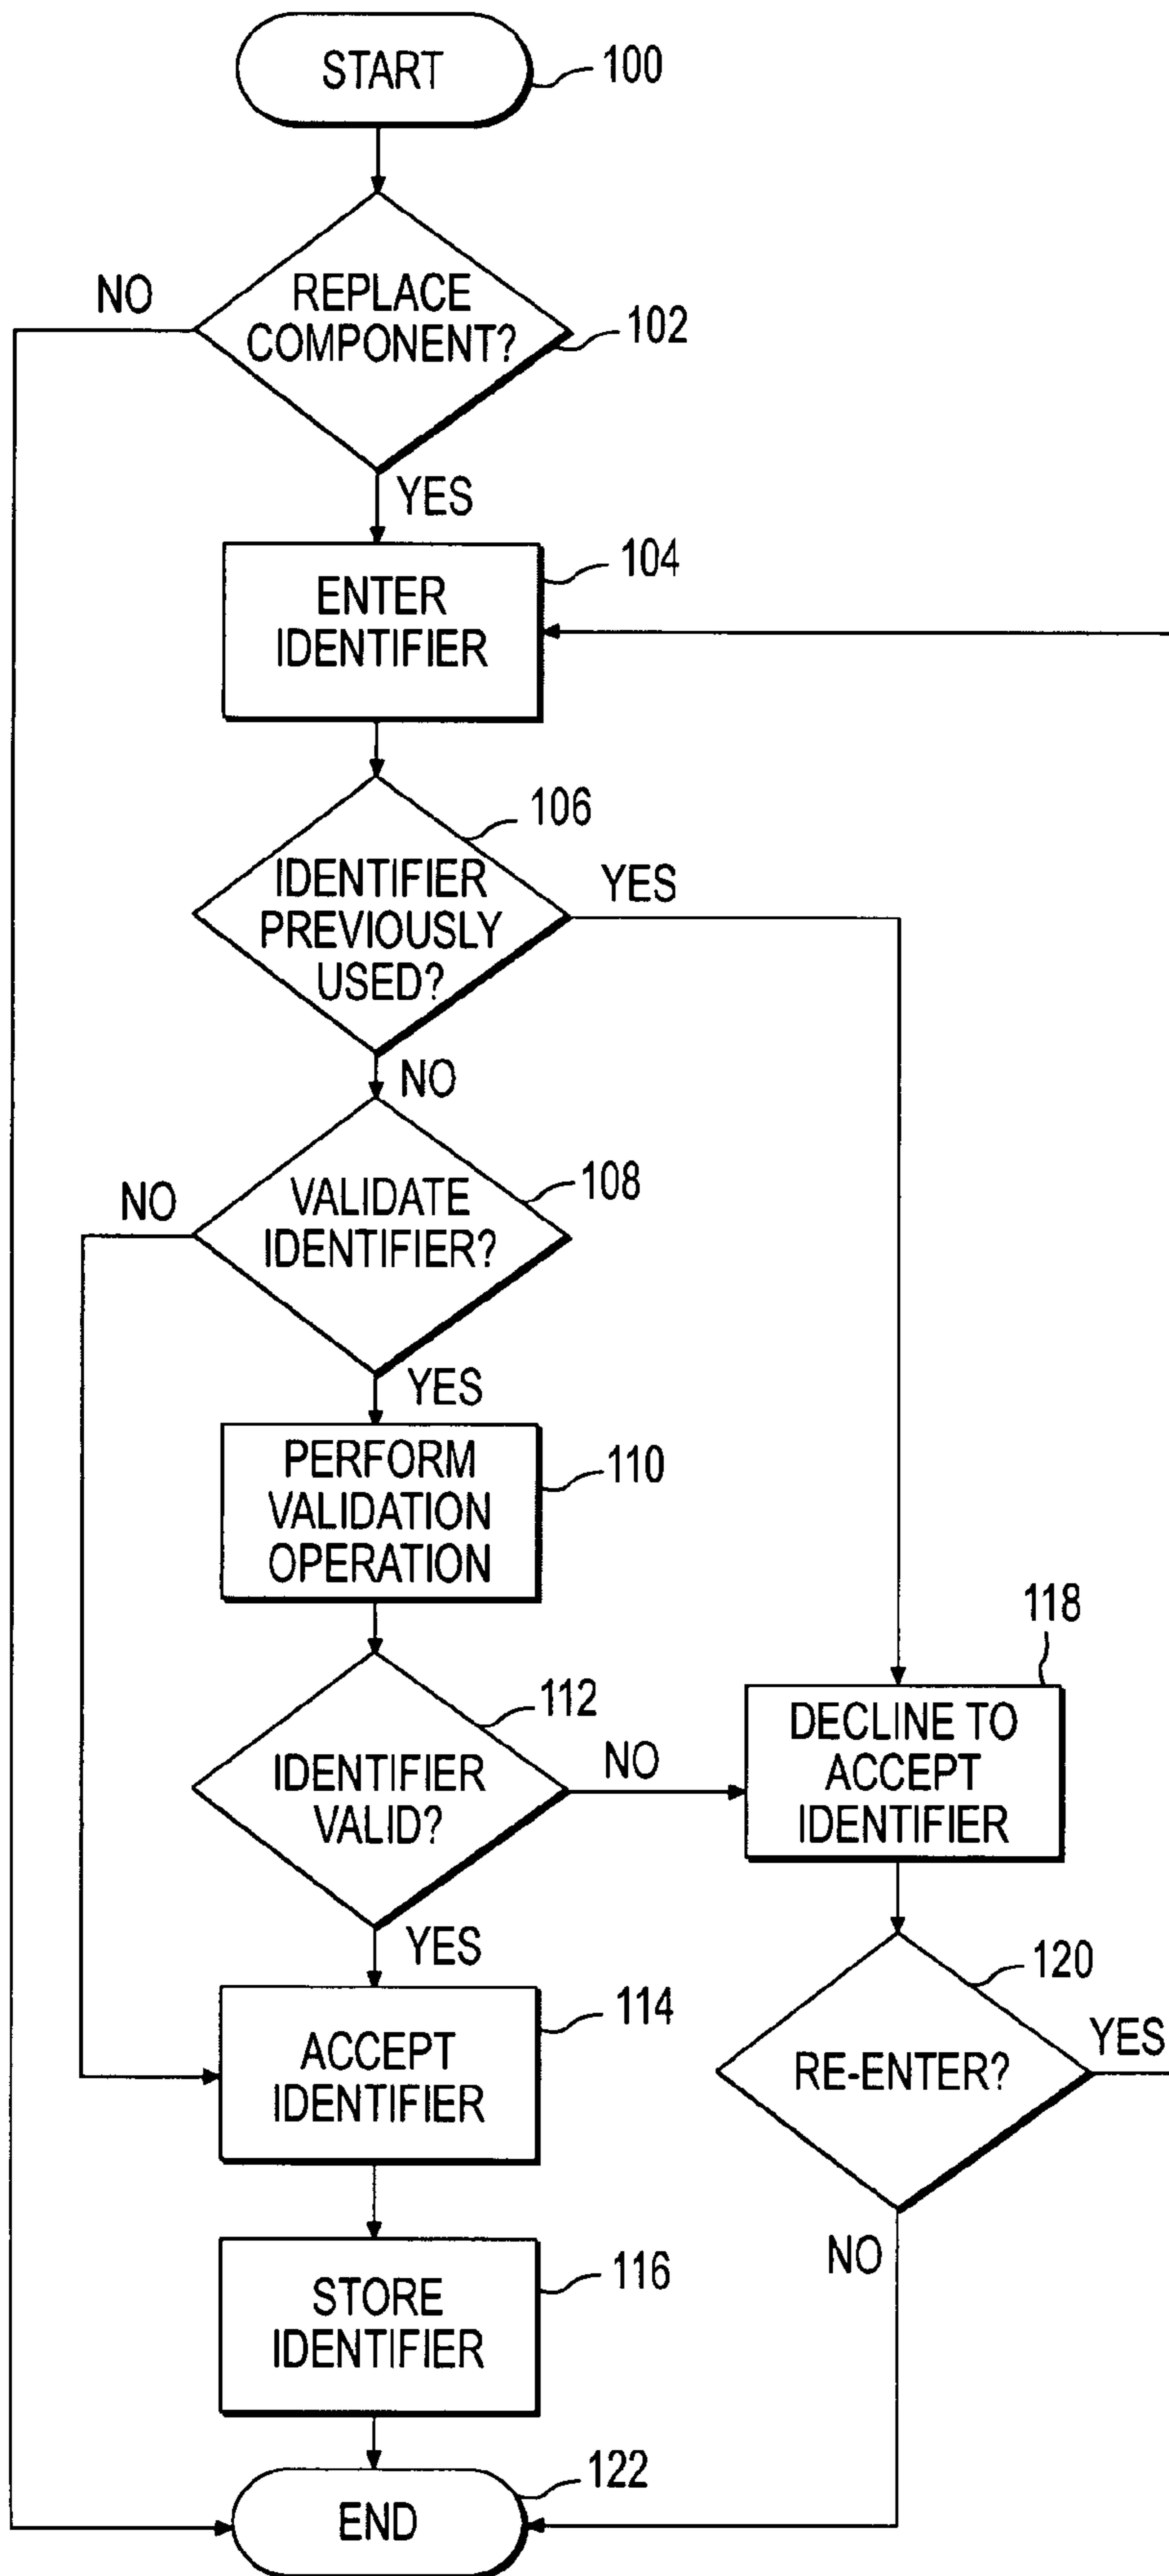 START
100
NO
REPLACE
COMPONENT?
102
YES
104
ENTER
IDENTIFIER
106
IDENTIFIER
PREVIOUSLY
USED?
YES
NO
NO
VALIDATE
IDENTIFIER?
108
YES
PERFORM
VALIDATION
OPERATION
110
118
112
IDENTIFIER
VALID?
NO
DECLINE TO
ACCEPT
IDENTIFIER
YES
120
114
ACCEPT
IDENTIFIER
RE-ENTER?
YES
NO
116
STORE
IDENTIFIER
122
END